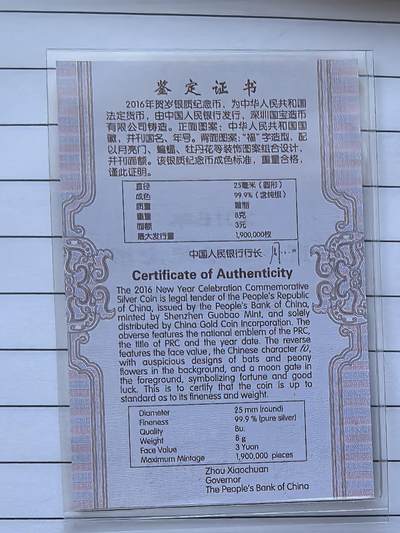 鉴定证书
2016年贺岁银质纪念币，为中华人民共和国
法定货币，由中国人民银行发行，深圳国宝造币
有限公司铸造。正面图案：中华人民共和国国
徽，并刊国名、年号。背面图案：“福”字造型，配
以月亮门、蝙蝠、牡丹花等装饰图案组合设计，
并刊面额。该银质纪念币成色标准，重量合格，
谨此证明。
直径 25毫米（圆形）
成色 99.9%（含纯银）
质量 普制
重量 8克
面额 3元
最大发行量 1,900,000枚
中国人民银行行长
Certificate of Authenticity
The 2016 New Year Celebration Commemorative
Silver Coin is legal tender of the People's Republic
of China, issued by the People's Bank of China,
minted by Shenzhen Guobao Mint, and solely
distributed by China Gold Coin Incorporation. The
obverse features the national emblem of the PRC,
the title of PRC and the year date. The reverse
features the face value, the Chinese character fú,
with auspicious designs of bats and peony
flowers in the background, and a moon gate in
the foreground, symbolizing fortune and good
luck. This is to certify that the coin is up to
standard as to its fineness and weight.
Diameter 25 mm (round)
Fineness 99.9 % (pure silver)
Quality Bu.
Weight 8 g
Face Value 3 Yuan
Maximum Mintage 1,900,000 pieces
Zhou Xiaochuan
Governor
The People's Bank of China